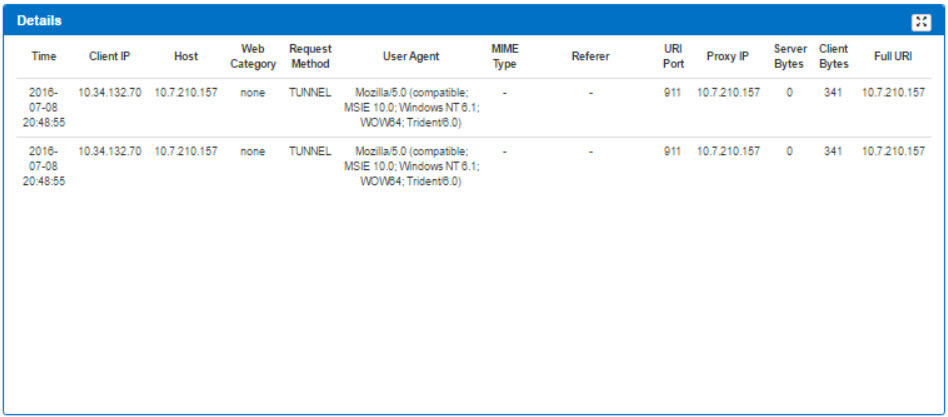 Details
Time Client IP Host Web Category Request Method User Agent MIME Type Referer URI Port Proxy IP Server Bytes Client Bytes Full URI
2016- 10.34.132.70 10.7.210.157 none TUNNEL Mozilla/5.0 (compatible; - - 911 10.7.210.157 0 341 10.7.210.157
07-08 MSIE 10.0; Windows NT 6.1;
20:48:55 WOW64; Trident/6.0)
2016- 10.34.132.70 10.7.210.157 none TUNNEL Mozilla/5.0 (compatible; - - 911 10.7.210.157 0 341 10.7.210.157
07-08 MSIE 10.0; Windows NT 6.1;
20:48:55 WOW64; Trident/6.0)